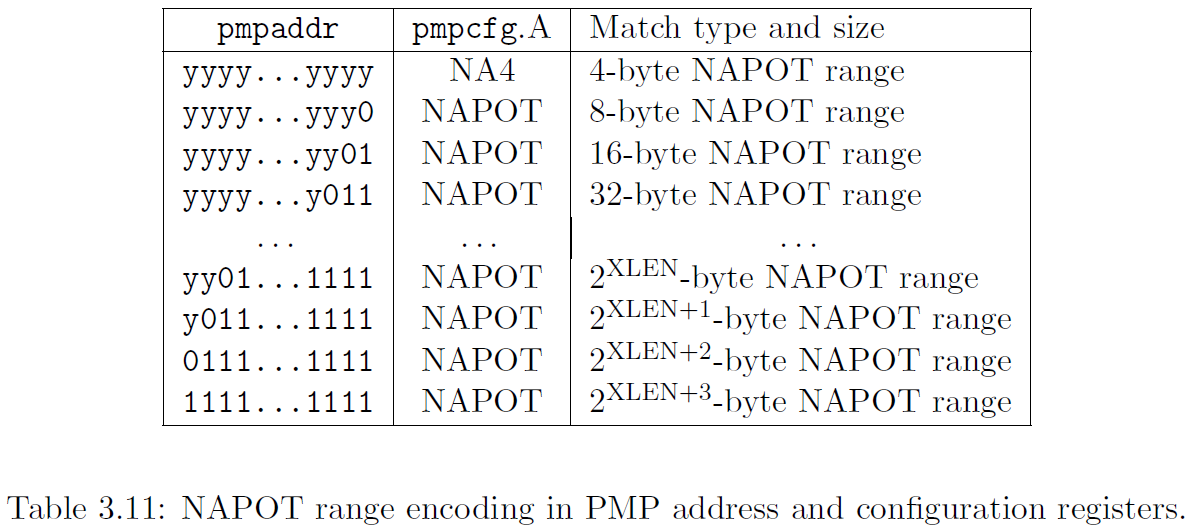 pmpaddr pmpcfg.A Match type and size
yyyy...yyyy NA4 4-byte NAPOT range
yyyy...yyy0 NAPOT 8-byte NAPOT range
yyyy...yy01 NAPOT 16-byte NAPOT range
yyyy...y011 NAPOT 32-byte NAPOT range
... ... ...
yy01...1111 NAPOT 2^XLEN-byte NAPOT range
y011...1111 NAPOT 2^XLEN+1-byte NAPOT range
0111...1111 NAPOT 2^XLEN+2-byte NAPOT range
1111...1111 NAPOT 2^XLEN+3-byte NAPOT range
Table 3.11: NAPOT range encoding in PMP address and configuration registers.